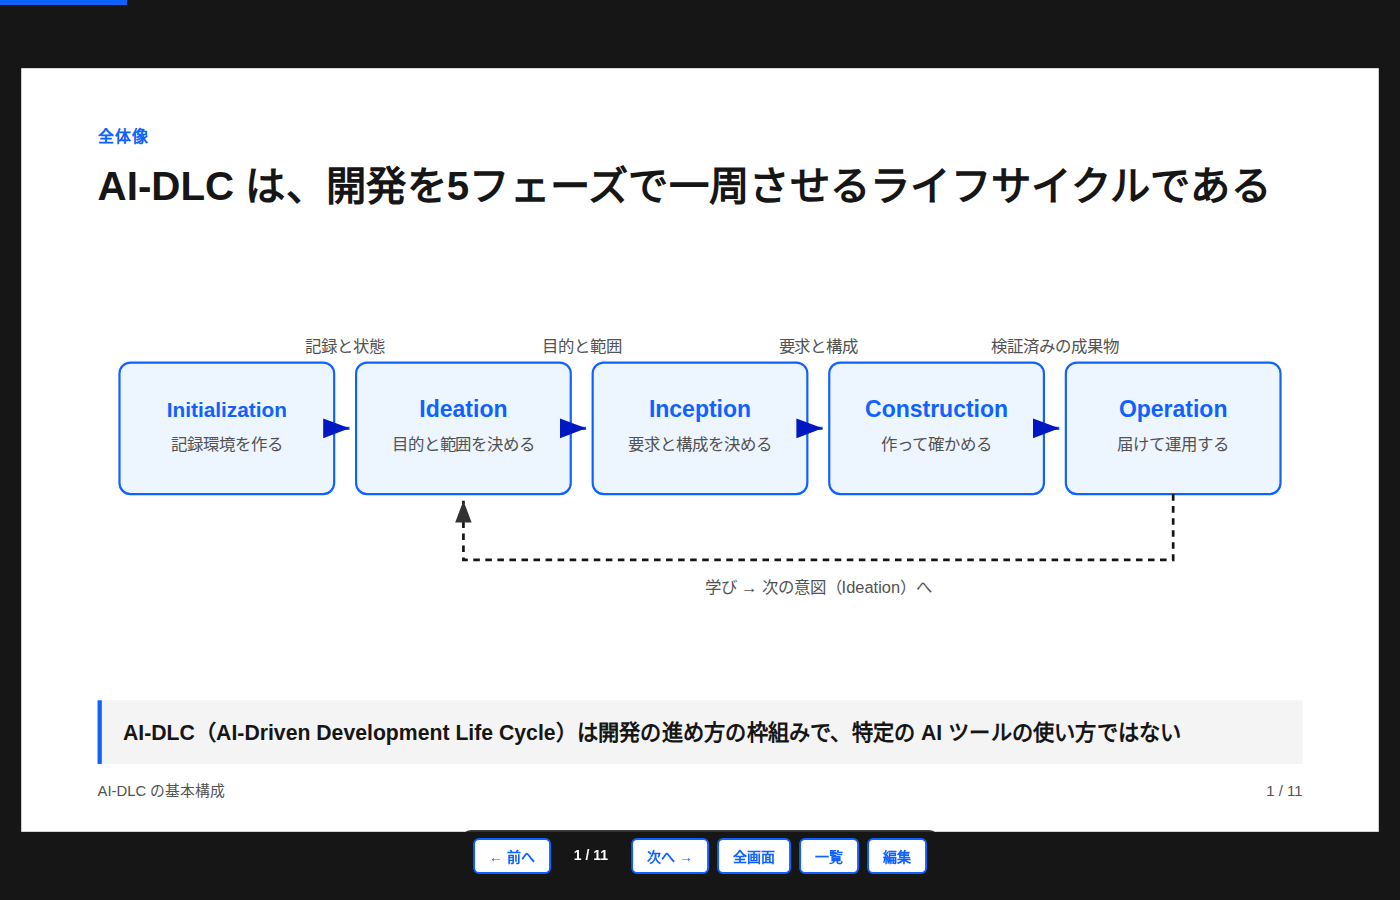 全体像
AI-DLC は、開発を5フェーズで一周させるライフサイクルである
記録と状態
目的と範囲
要求と構成
検証済みの成果物
Initialization
記録環境を作る
Ideation
目的と範囲を決める
Inception
要求と構成を決める
Construction
作って確かめる
Operation
届けて運用する
学び → 次の意図（Ideation）へ
AI-DLC（AI-Driven Development Life Cycle）は開発の進め方の枠組みで、特定の AI ツールの使い方ではない
AI-DLC の基本構成
1 / 11
← 前へ
1 / 11
次へ →
全画面
一覧
編集